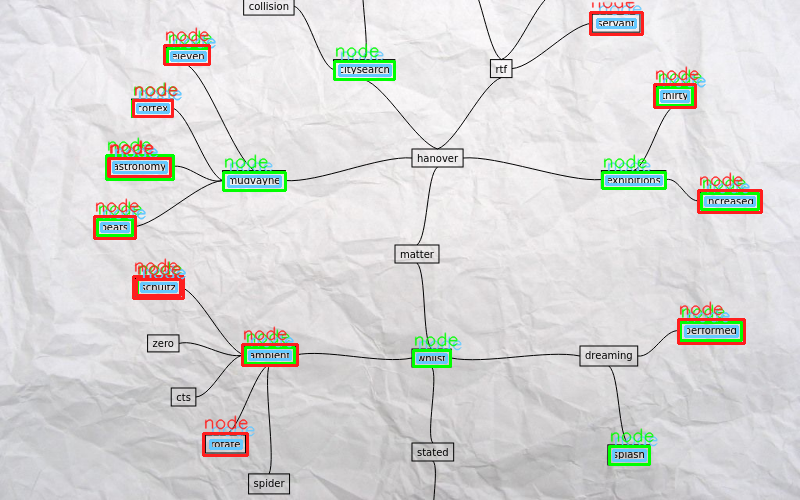 collision
node
servant
node
eleven
node
citysearch
rtf
node
thirty
node
cortex
node
astronomy
hanover
node
mudvayne
node
exhibitions
node
increased
node
bears
matter
node
schultz
node
performed
zero
node
ambient
node
whilst
dreaming
cts
node
rotate
node
splash
stated
spider